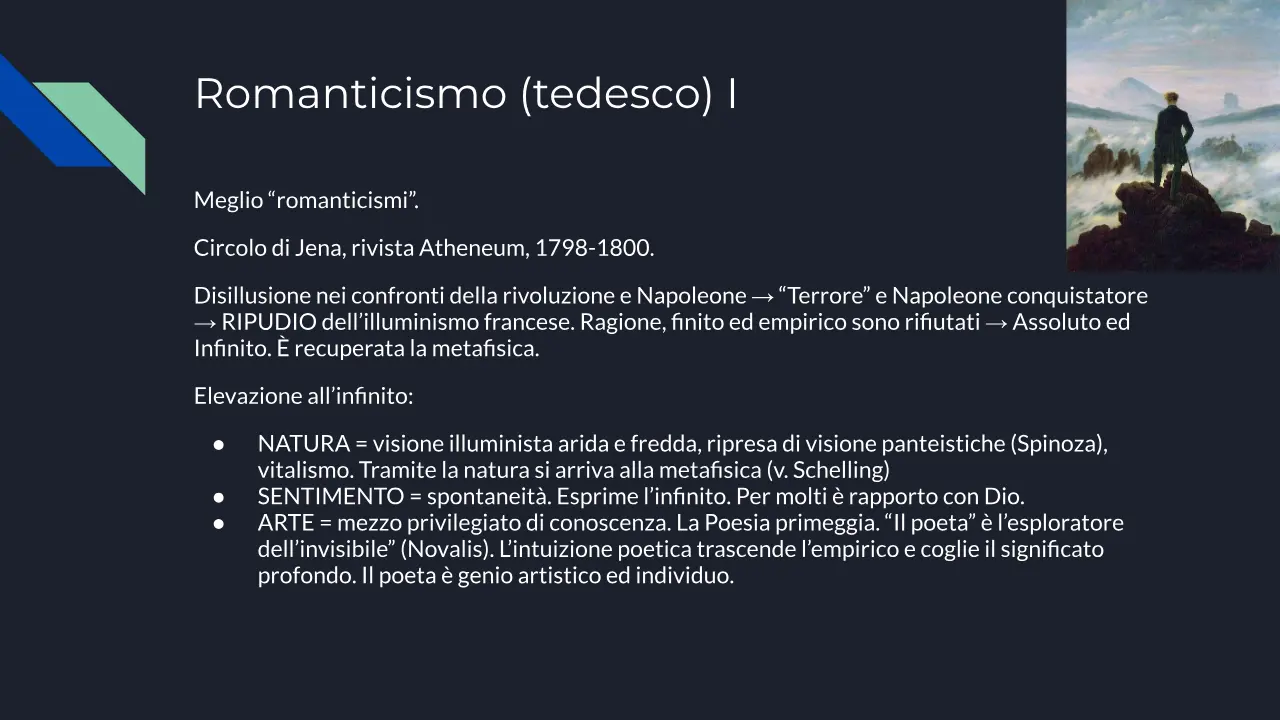 Romanticismo (tedesco) I
Meglio “romanticismi”.
Circolo di Jena, rivista Atheneum, 1798-1800.
Disillusione nei confronti della rivoluzione e Napoleone → “Terrore” e Napoleone conquistatore
→ RIPUDIO dell’illuminismo francese. Ragione, finito ed empirico sono rifiutati → Assoluto ed
Infinito. È recuperata la metafisica.
Elevazione all’infinito:
● NATURA = visione illuminista arida e fredda, ripresa di visione panteistiche (Spinoza),
vitalismo. Tramite la natura si arriva alla metafisica (v. Schelling)
● SENTIMENTO = spontaneità. Esprime l’infinito. Per molti è rapporto con Dio.
● ARTE = mezzo privilegiato di conoscenza. La Poesia primeggia. “Il poeta” è l’esploratore
dell’invisibile” (Novalis). L’intuizione poetica trascende l’empirico e coglie il significato
profondo. Il poeta è genio artistico ed individuo.